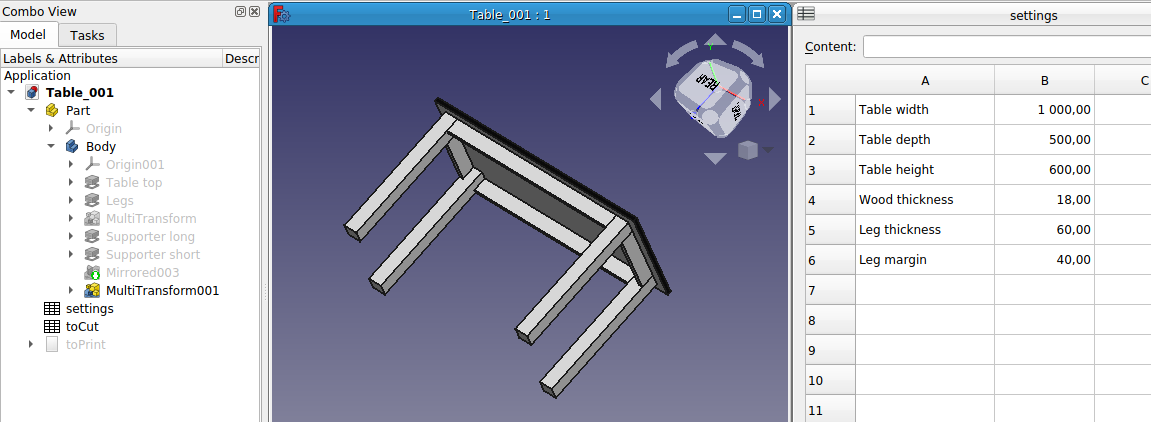 Combo View
Model Tasks
Labels & Attributes Descr
Application
Table_001
Part
Origin
Body
Origin001
Table top
Legs
MultiTransform
Supporter long
Supporter short
Mirrored003
MultiTransform001
settings
toCut
toPrint
Table_001 : 1
REAR
settings
Content:
A B C
1 Table width 1 000,00
2 Table depth 500,00
3 Table height 600,00
4 Wood thickness 18,00
5 Leg thickness 60,00
6 Leg margin 40,00
7
8
9
10
11